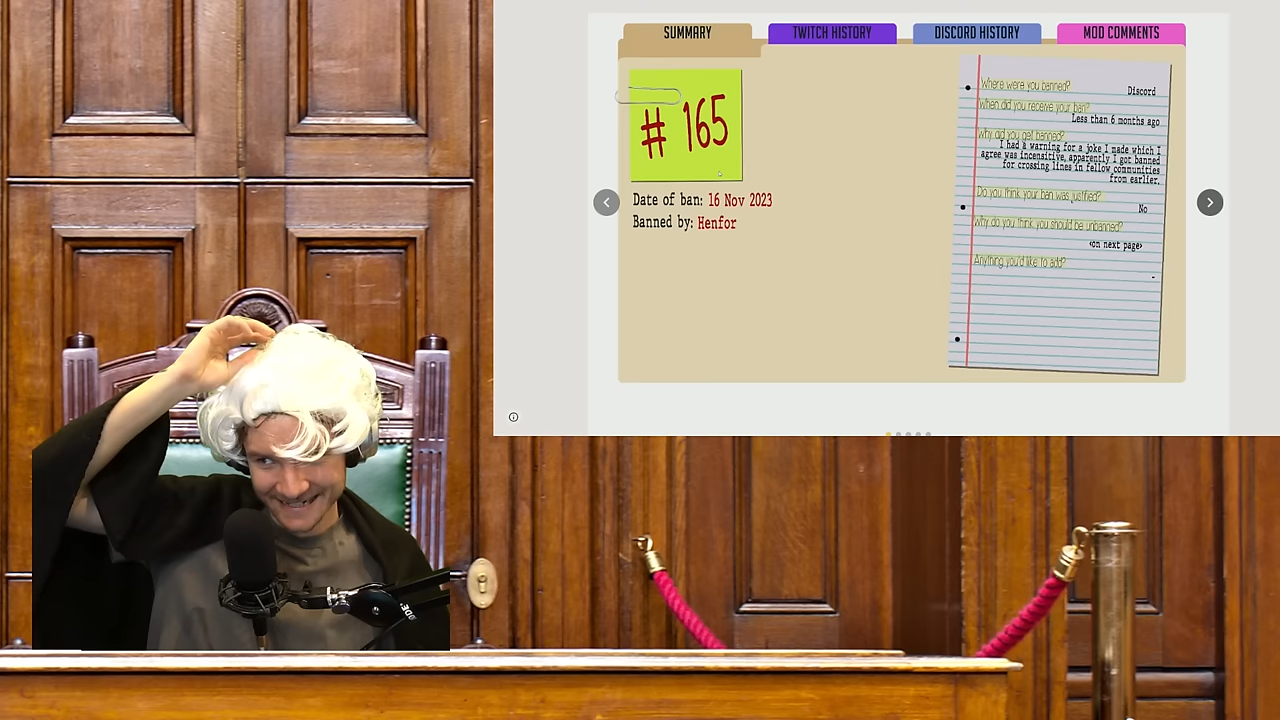 SUMMARY
TWITCH HISTORY
DISCORD HISTORY
MOD COMMENTS
# 165
Date of ban: 16 Nov 2023
Banned by: Henfor
Where were you banned?
Discord
When did you receive your ban?
Less than 6 months ago
Why did you get banned?
I had a warning for a joke I made which I
agree was incensitive, apparently I got banned
for crossing lines in fellow communities
from earlier.
Do you think your ban was justified?
No
Why do you think you should be unbanned?
<on next page>
Anything you'd like to add?
-
RODE